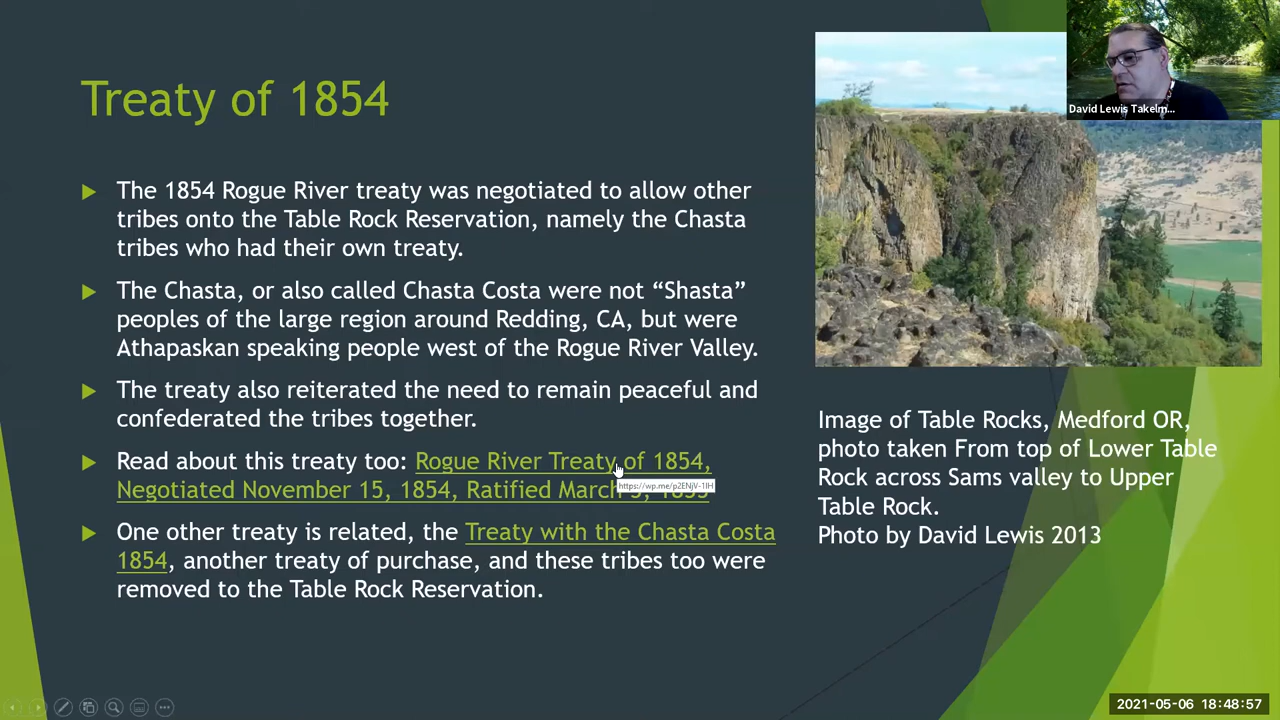 Treaty of 1854
The 1854 Rogue River treaty was negotiated to allow other
tribes onto the Table Rock Reservation, namely the Chasta
tribes who had their own treaty.
The Chasta, or also called Chasta Costa were not “Shasta”
peoples of the large region around Redding, CA, but were
Athapaskan speaking people west of the Rogue River Valley.
The treaty also reiterated the need to remain peaceful and
confederated the tribes together.
Read about this treaty too: Rogue River Treaty of 1854,
Negotiated November 15, 1854, Ratified March
https://wp.me/p2ENjV-1IH
One other treaty is related, the Treaty with the Chasta Costa
1854, another treaty of purchase, and these tribes too were
removed to the Table Rock Reservation.
David Lewis Takelm...
Image of Table Rocks, Medford OR,
photo taken From top of Lower Table
Rock across Sams valley to Upper
Table Rock.
Photo by David Lewis 2013
2021-05-06 18:48:57